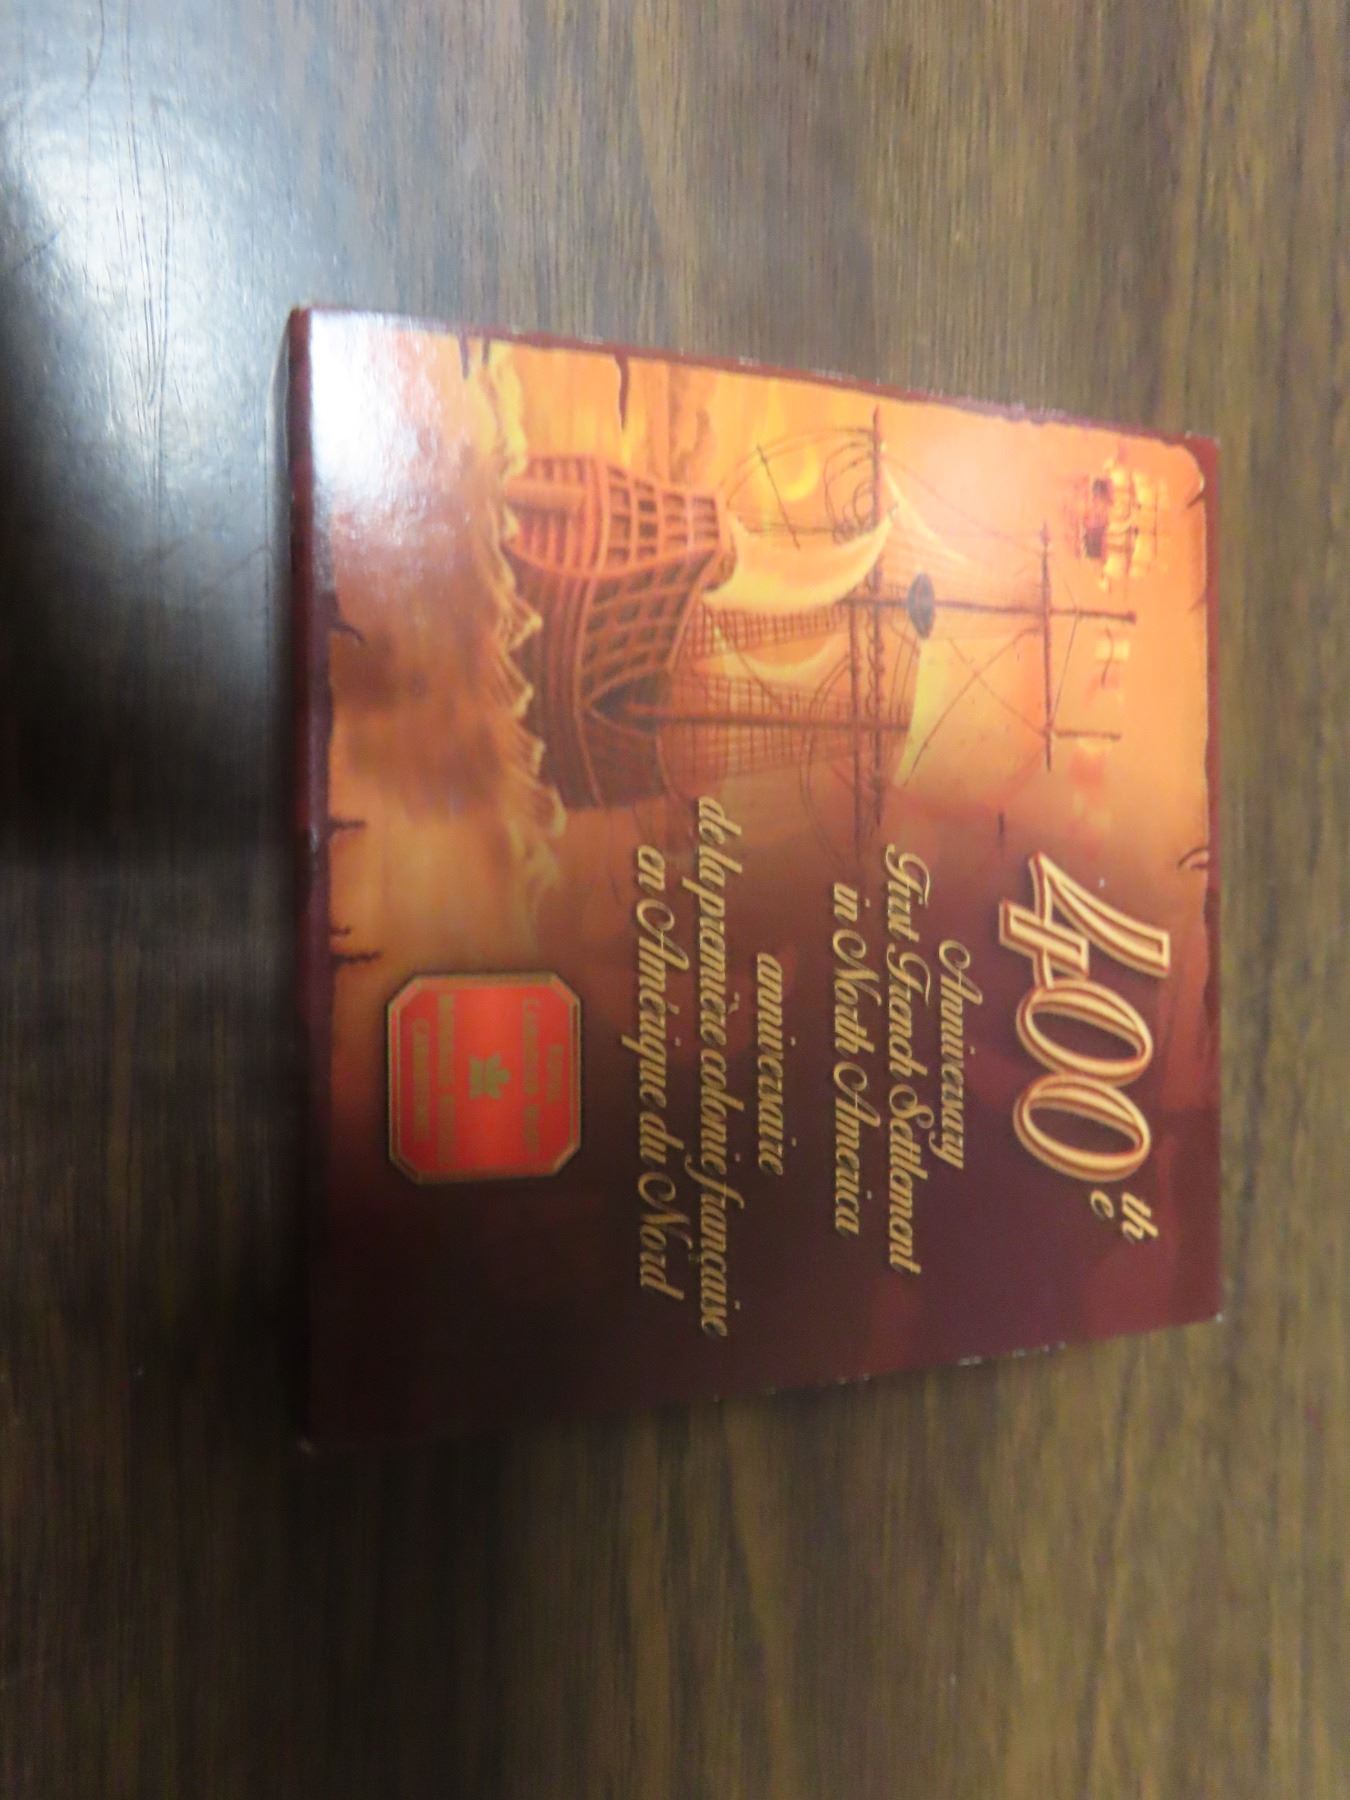 400th
e
Anniversary
First French Settlement
in North America
anniversaire
de la première colonie française
en Amérique du Nord